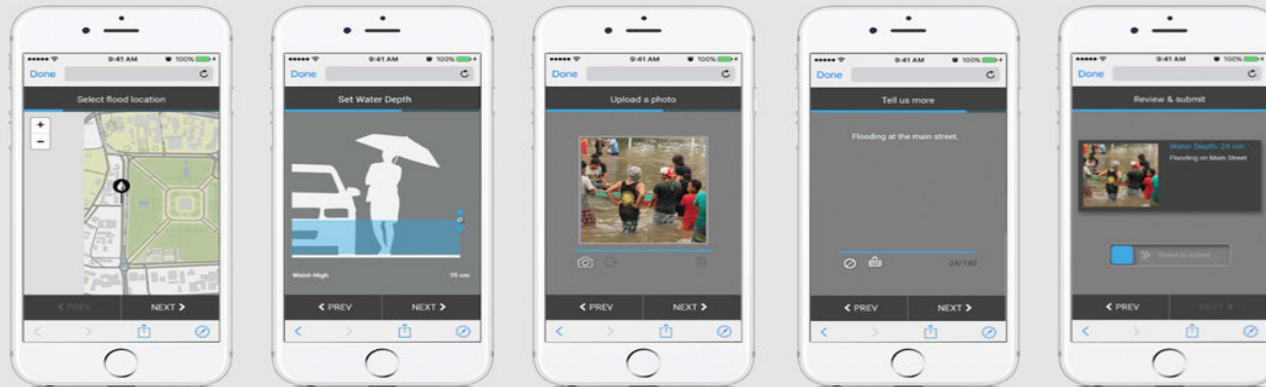 9:41 AM 100%
Done
Select flood location
+
−
PREV NEXT
9:41 AM 100%
Done
Set Water Depth
Waist-High 75 cm
PREV NEXT
9:41 AM 100%
Done
Upload a photo
PREV NEXT
9:41 AM 100%
Done
Tell us more
Flooding at the main street.
24/140
PREV NEXT
9:41 AM 100%
Done
Review & submit
Water Depth: 24 cm
Flooding on Main Street
Swipe to submit
PREV NEXT